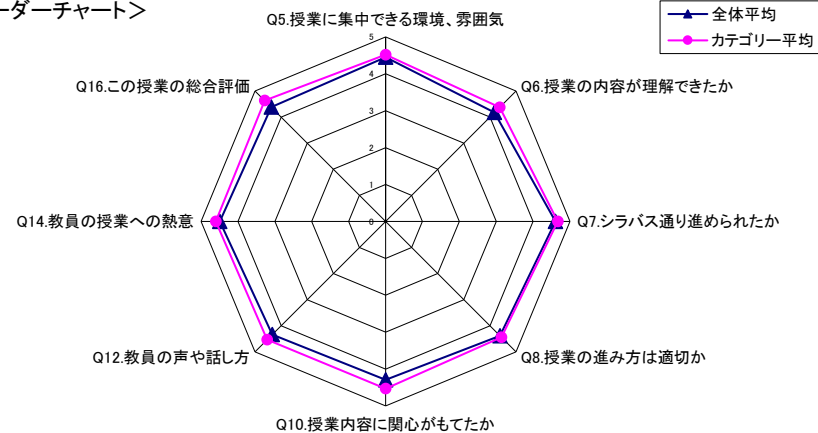 ーダーチャート＞
全体平均
カテゴリー平均
Q5.授業に集中できる環境、雰囲気
Q16.この授業の総合評価
Q6.授業の内容が理解できたか
Q14.教員の授業への熱意
Q7.シラバス通り進められたか
Q12.教員の声や話し方
Q8.授業の進み方は適切か
Q10.授業内容に関心がもてたか
5
4
3
2
1
0